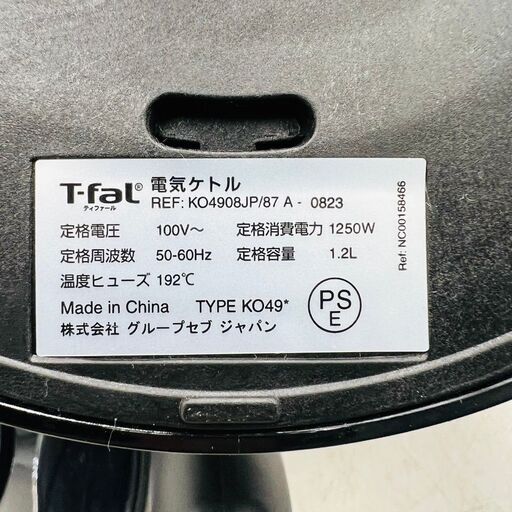 T-fal® 電気ケトル
ティファール REF: KO4908JP/87 A - 0823
定格電圧 100V～ 定格消費電力 1250W
定格周波数 50-60Hz 定格容量 1.2L
温度ヒューズ 192℃
Made in China TYPE KO49*
株式会社 グループセブ ジャパン
PS
E
Ref: NC00158466